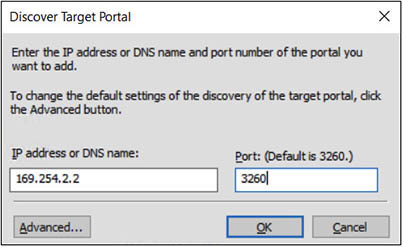 Discover Target Portal
Enter the IP address or DNS name and port number of the portal you
want to add.
To change the default settings of the discovery of the target portal, click
the Advanced button.
IP address or DNS name: Port: (Default is 3260.)
169.254.2.2 3260
Advanced... OK Cancel